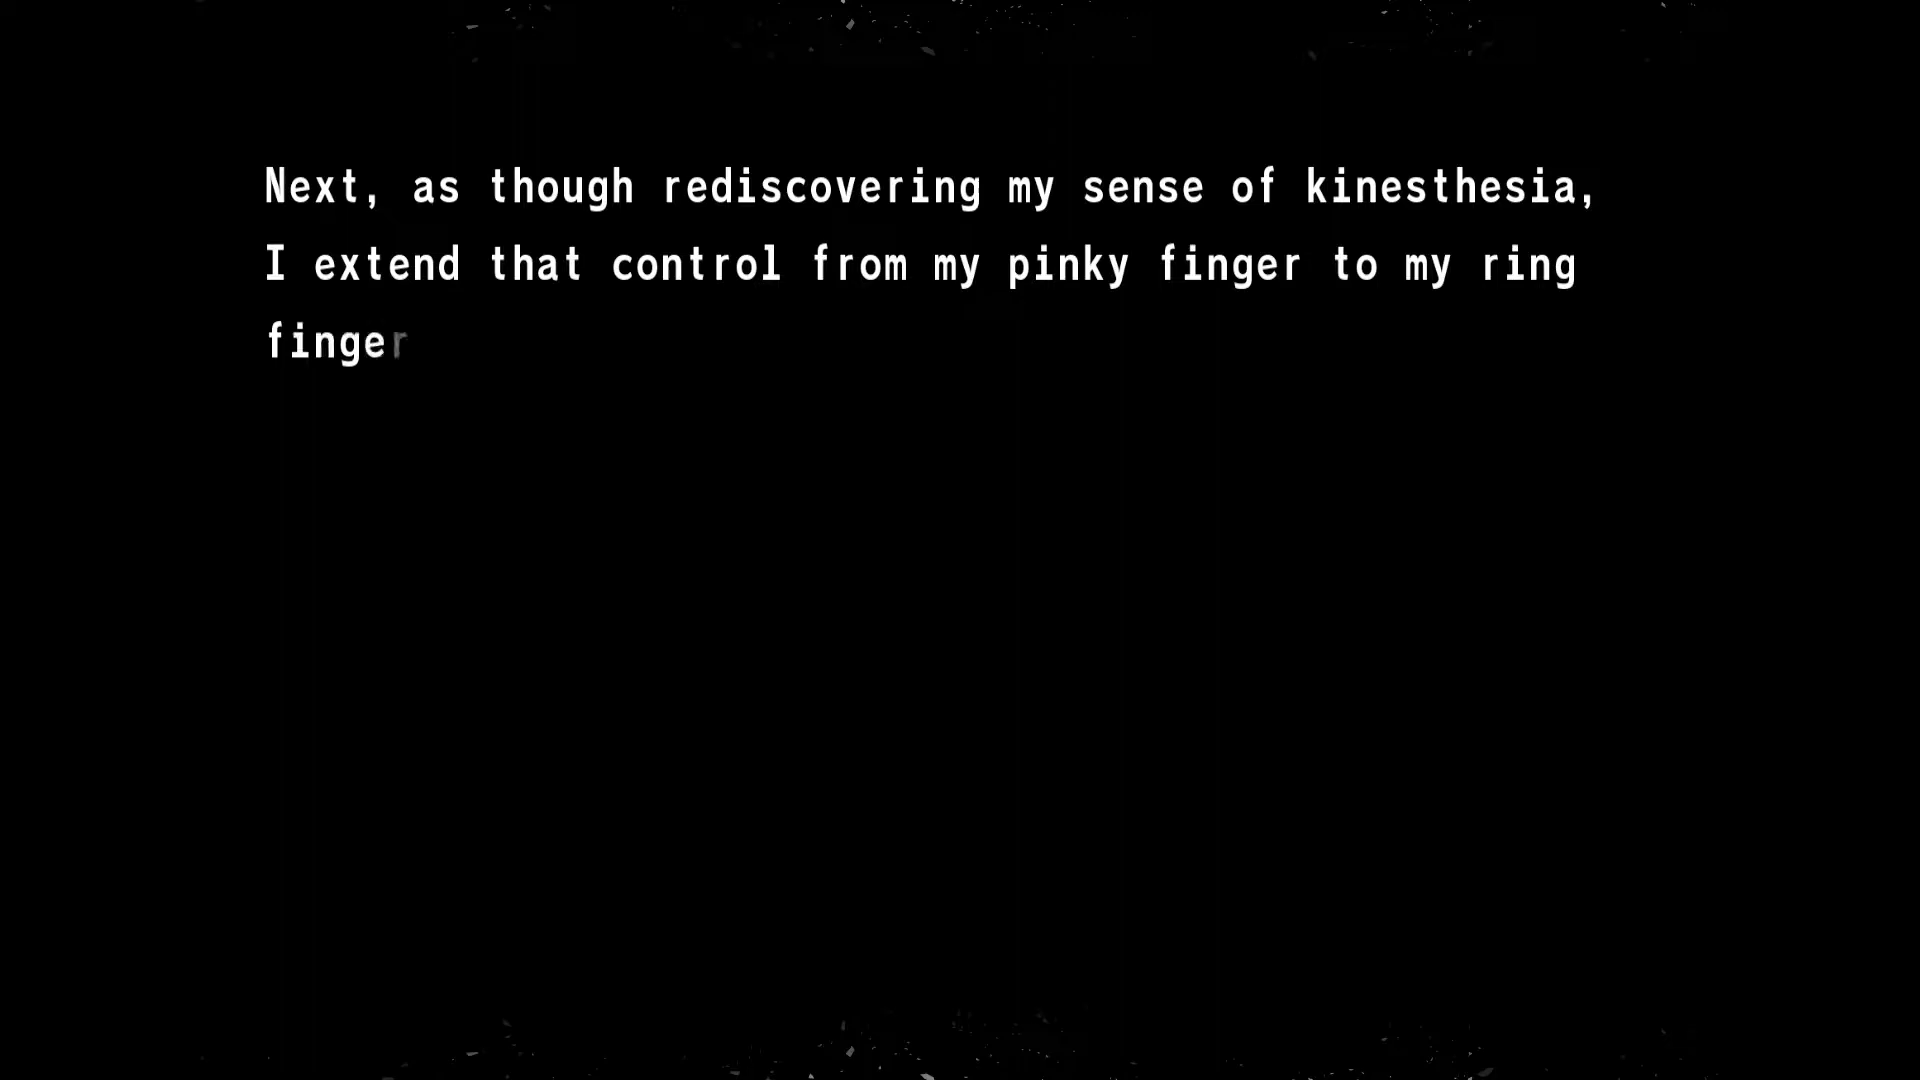 Next, as though rediscovering my sense of kinesthesia,
I extend that control from my pinky finger to my ring
finger